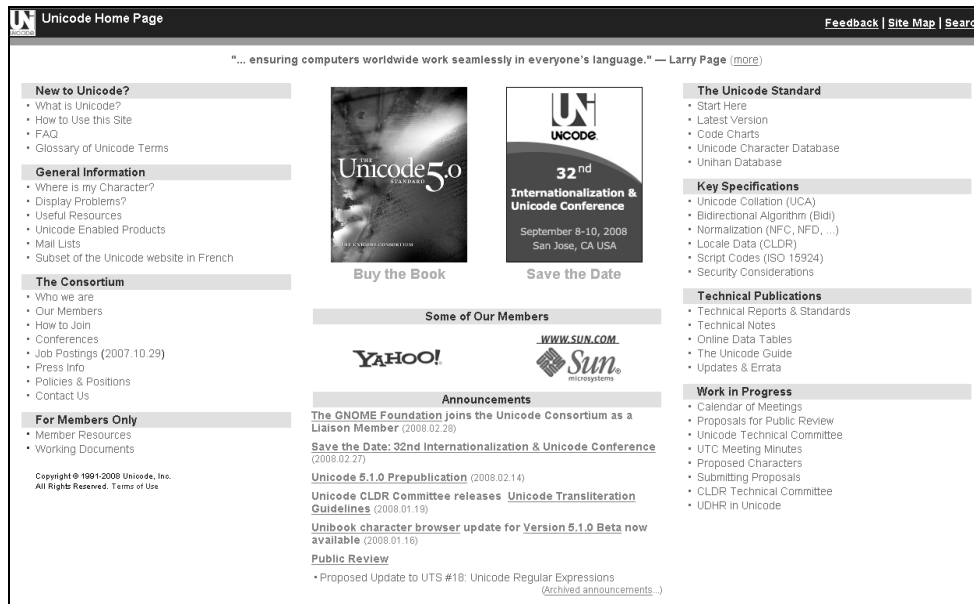 UNICODE
Unicode Home Page
Feedback | Site Map | Searc
"... ensuring computers worldwide work seamlessly in everyone's language." — Larry Page (more)
New to Unicode?
• What is Unicode?
• How to Use this Site
• FAQ
• Glossary of Unicode Terms
General Information
• Where is my Character?
• Display Problems?
• Useful Resources
• Unicode Enabled Products
• Mail Lists
• Subset of the Unicode website in French
The Consortium
• Who we are
• Our Members
• How to Join
• Conferences
• Job Postings (2007.10.29)
• Press Info
• Policies & Positions
• Contact Us
For Members Only
• Member Resources
• Working Documents
Copyright © 1991-2008 Unicode, Inc.
All Rights Reserved. Terms of Use
THE
Unicode 5.0
STANDARD
THE UNICODE CONSORTIUM
Buy the Book
UNICODE.
32nd
Internationalization &
Unicode Conference
September 8-10, 2008
San Jose, CA USA
Save the Date
Some of Our Members
YAHOO!
WWW.SUN.COM
Sun
microsystems
Announcements
The GNOME Foundation joins the Unicode Consortium as a
Liaison Member (2008.02.28)
Save the Date: 32nd Internationalization & Unicode Conference
(2008.02.27)
Unicode 5.1.0 Prepublication (2008.02.14)
Unicode CLDR Committee releases Unicode Transliteration
Guidelines (2008.01.19)
Unibook character browser update for Version 5.1.0 Beta now
available (2008.01.16)
Public Review
• Proposed Update to UTS #18: Unicode Regular Expressions
(Archived announcements...)
The Unicode Standard
• Start Here
• Latest Version
• Code Charts
• Unicode Character Database
• Unihan Database
Key Specifications
• Unicode Collation (UCA)
• Bidirectional Algorithm (Bidi)
• Normalization (NFC, NFD, ...)
• Locale Data (CLDR)
• Script Codes (ISO 15924)
• Security Considerations
Technical Publications
• Technical Reports & Standards
• Technical Notes
• Online Data Tables
• The Unicode Guide
• Updates & Errata
Work in Progress
• Calendar of Meetings
• Proposals for Public Review
• Unicode Technical Committee
• UTC Meeting Minutes
• Proposed Characters
• Submitting Proposals
• CLDR Technical Committee
• UDHR in Unicode